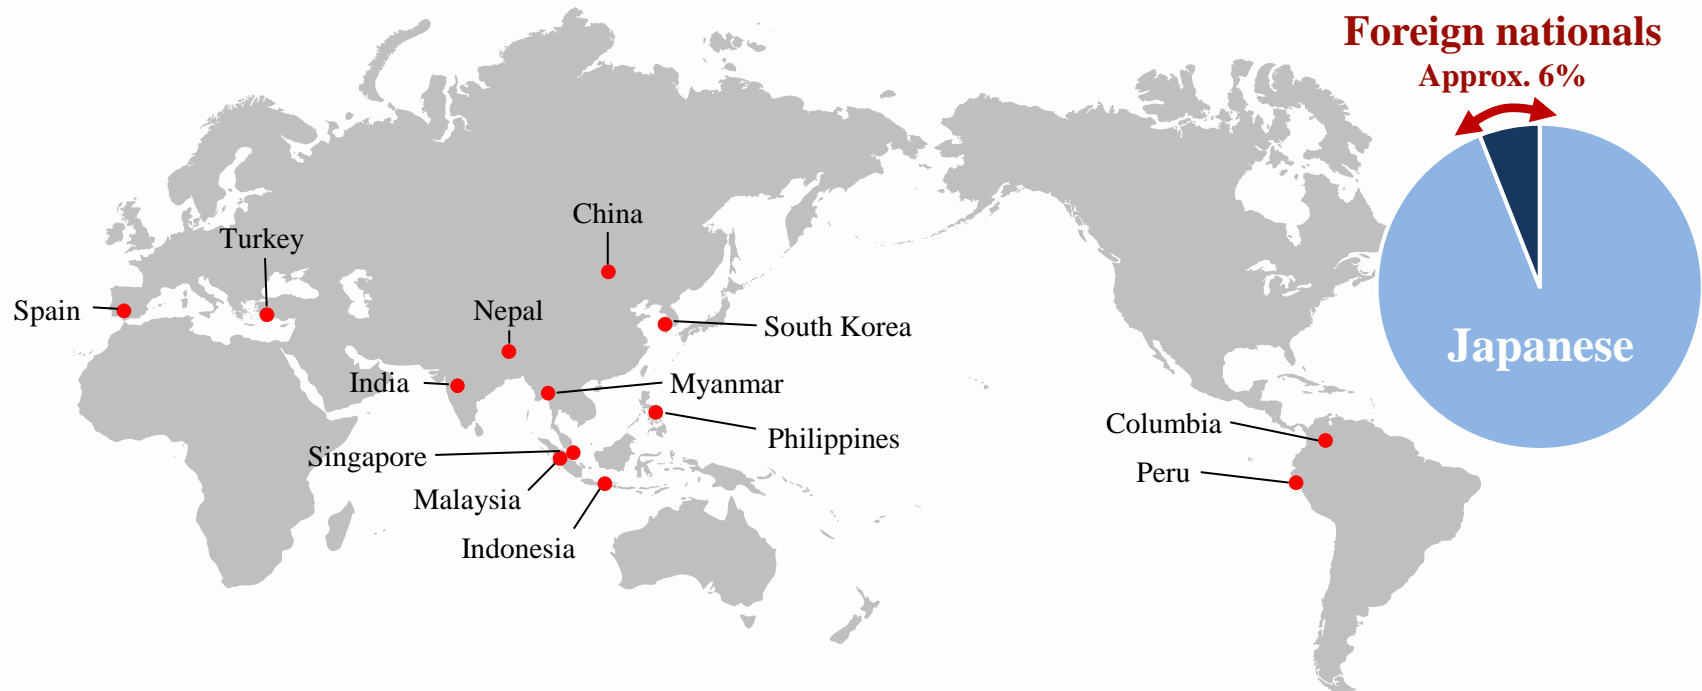 Foreign nationals
Approx. 6%
China
Turkey
Spain
Nepal
South Korea
Japanese
India
Myanmar
Columbia
Philippines
Singapore
Peru
Malaysia
Indonesia